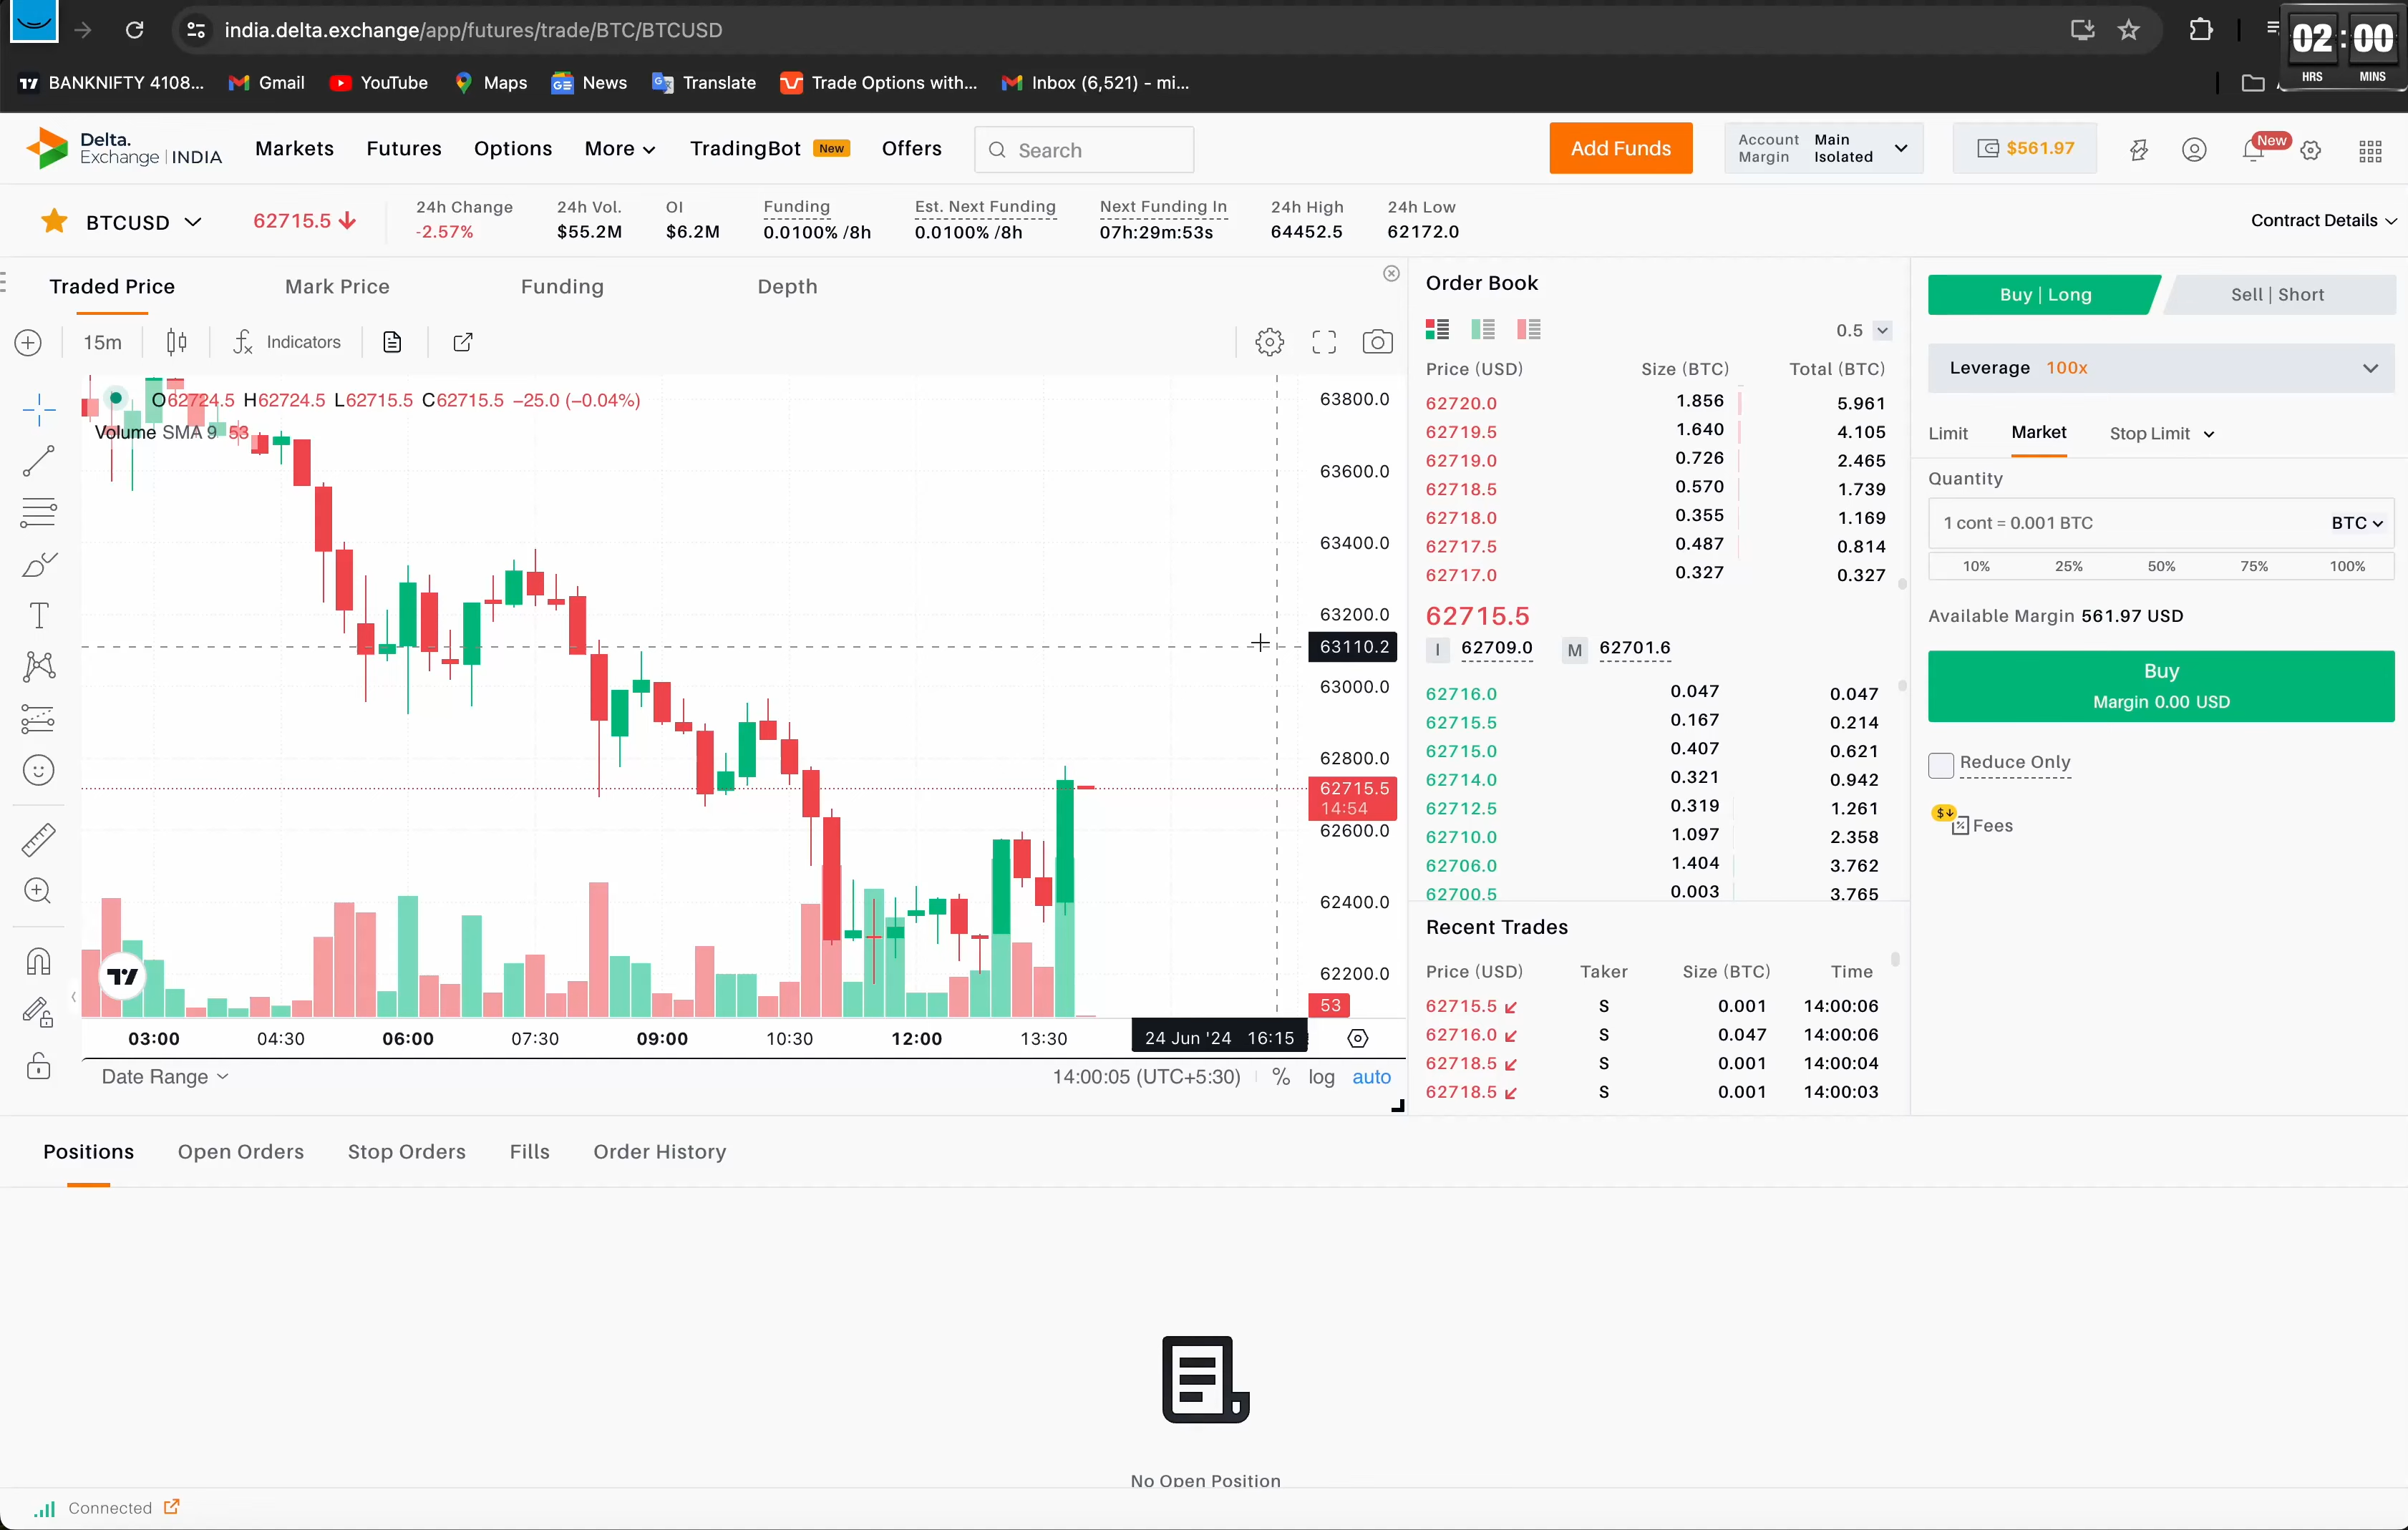 india.delta.exchange/app/futures/trade/BTC/BTCUSD
02:00
HRS MINS
BANKNIFTY 4108... Gmail YouTube Maps News Translate Trade Options with... Inbox (6,521) - mi...
Delta.
Exchange | INDIA
Markets Futures Options More TradingBot New Offers Search
Add Funds
Account Main
Margin Isolated
$561.97
New
BTCUSD 62715.5
24h Change 24h Vol. OI Funding Est. Next Funding Next Funding In 24h High 24h Low
-2.57% $55.2M $6.2M 0.0100% /8h 0.0100% /8h 07h:29m:53s 64452.5 62172.0
Contract Details
Traded Price Mark Price Funding Depth
15m Indicators
O62724.5 H62724.5 L62715.5 C62715.5 −25.0 (−0.04%)
Volume SMA 9 53
63800.0
63600.0
63400.0
63200.0
63110.2
63000.0
62800.0
62715.5
14:54
62600.0
62400.0
62200.0
53
03:00 04:30 06:00 07:30 09:00 10:30 12:00 13:30 24 Jun '24 16:15
Date Range 14:00:05 (UTC+5:30) % log auto
Order Book
0.5
Price (USD) Size (BTC) Total (BTC)
62720.0 1.856 5.961
62719.5 1.640 4.105
62719.0 0.726 2.465
62718.5 0.570 1.739
62718.0 0.355 1.169
62717.5 0.487 0.814
62717.0 0.327 0.327
62715.5
I 62709.0 M 62701.6
62716.0 0.047 0.047
62715.5 0.167 0.214
62715.0 0.407 0.621
62714.0 0.321 0.942
62712.5 0.319 1.261
62710.0 1.097 2.358
62706.0 1.404 3.762
62700.5 0.003 3.765
Recent Trades
Price (USD) Taker Size (BTC) Time
62715.5 S 0.001 14:00:06
62716.0 S 0.047 14:00:06
62718.5 S 0.001 14:00:04
62718.5 S 0.001 14:00:03
Buy | Long Sell | Short
Leverage 100x
Limit Market Stop Limit
Quantity
1 cont = 0.001 BTC BTC
10% 25% 50% 75% 100%
Available Margin 561.97 USD
Buy
Margin 0.00 USD
Reduce Only
Fees
Positions Open Orders Stop Orders Fills Order History
No Open Position
Connected